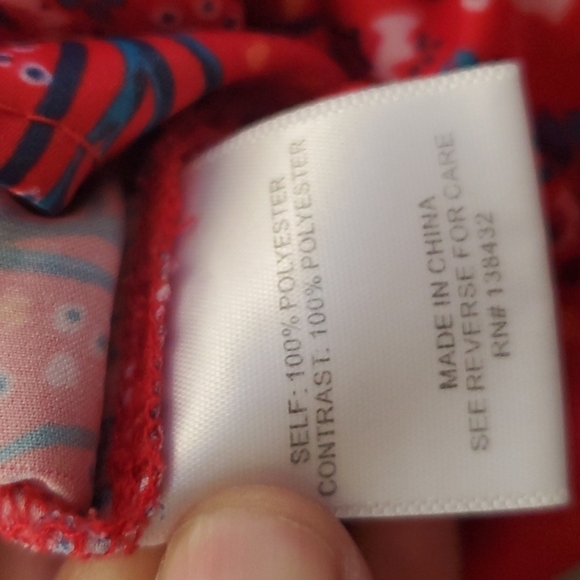 SELF: 100% POLYESTER
CONTRAST: 100% POLYESTER
MADE IN CHINA
SEE REVERSE FOR CARE
RN# 138432